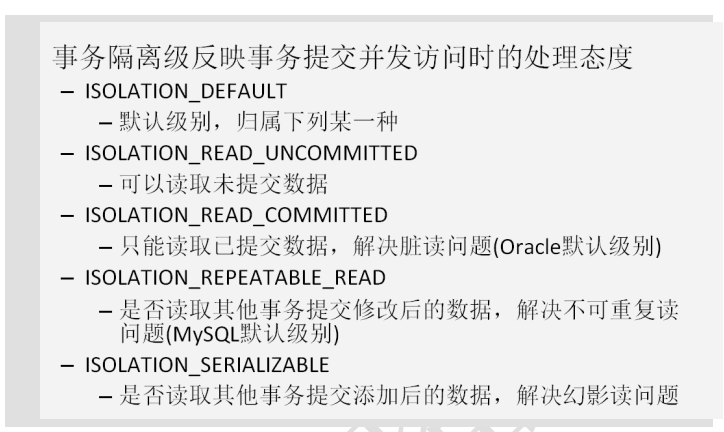 事务隔离级反映事务提交并发访问时的处理态度
– ISOLATION_DEFAULT
– 默认级别，归属下列某一种
– ISOLATION_READ_UNCOMMITTED
– 可以读取未提交数据
– ISOLATION_READ_COMMITTED
– 只能读取已提交数据，解决脏读问题(Oracle默认级别)
– ISOLATION_REPEATABLE_READ
– 是否读取其他事务提交修改后的数据，解决不可重复读
问题(MySQL默认级别)
– ISOLATION_SERIALIZABLE
– 是否读取其他事务提交添加后的数据，解决幻影读问题